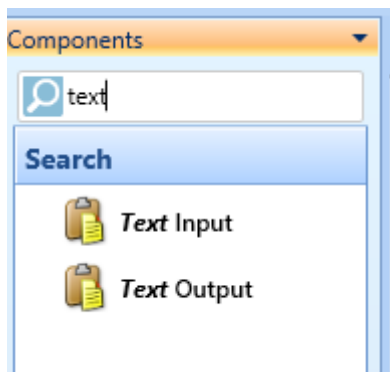 Components
text
Search
Text Input
Text Output